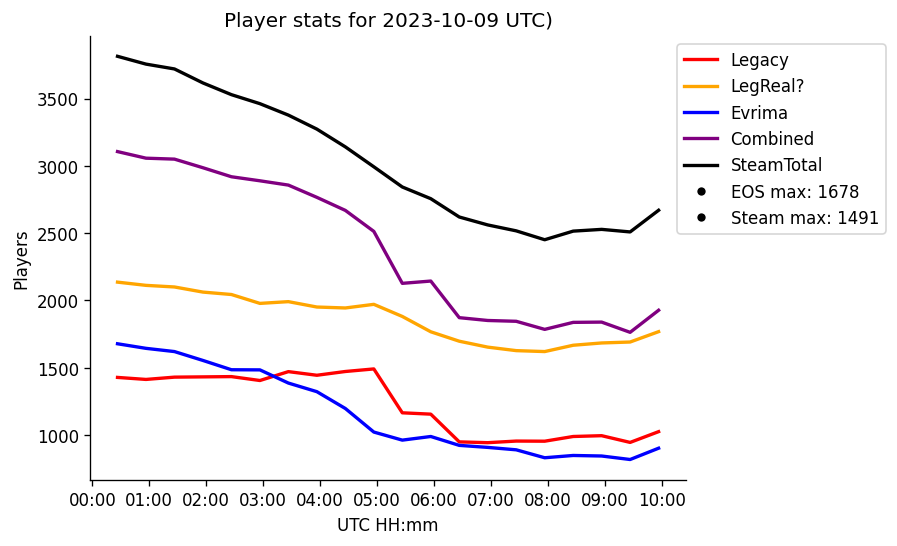 Player stats for 2023-10-09 UTC)
Legacy
LegReal?
Evrima
Combined
SteamTotal
EOS max: 1678
Steam max: 1491
Players
3500
3000
2500
2000
1500
1000
00:00 01:00 02:00 03:00 04:00 05:00 06:00 07:00 08:00 09:00 10:00
UTC HH:mm